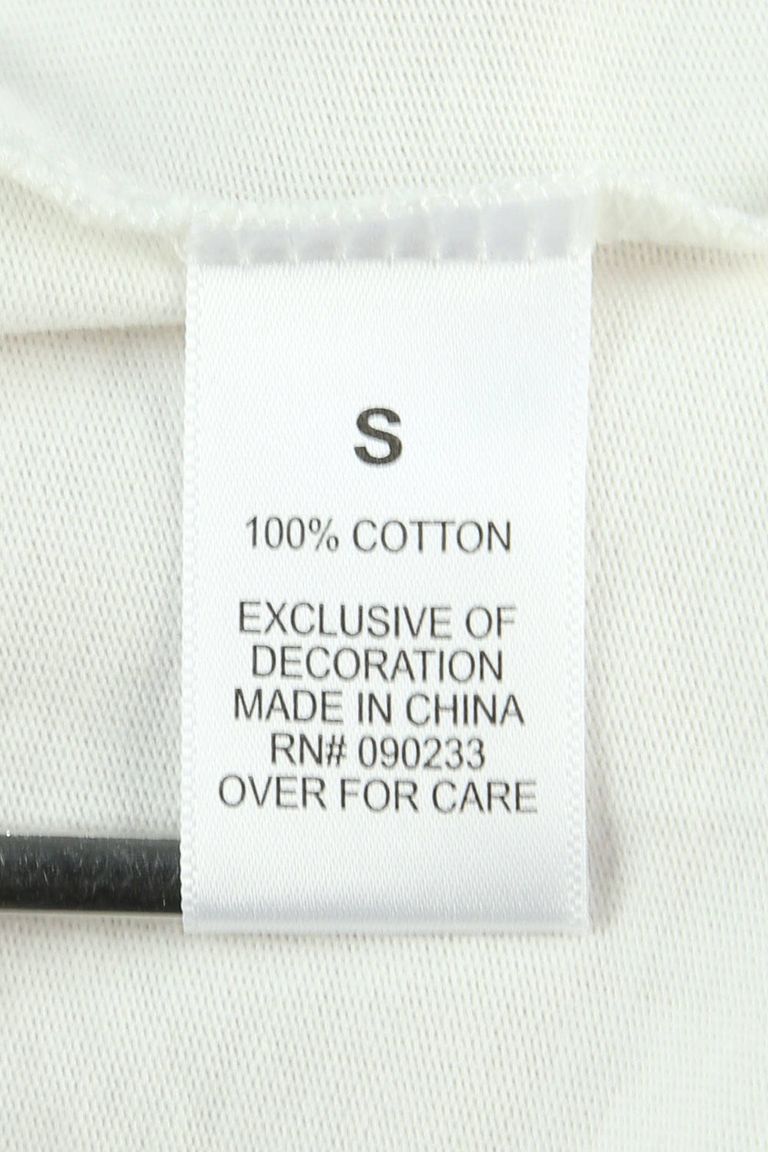 S
100% COTTON
EXCLUSIVE OF
DECORATION
MADE IN CHINA
RN# 090233
OVER FOR CARE